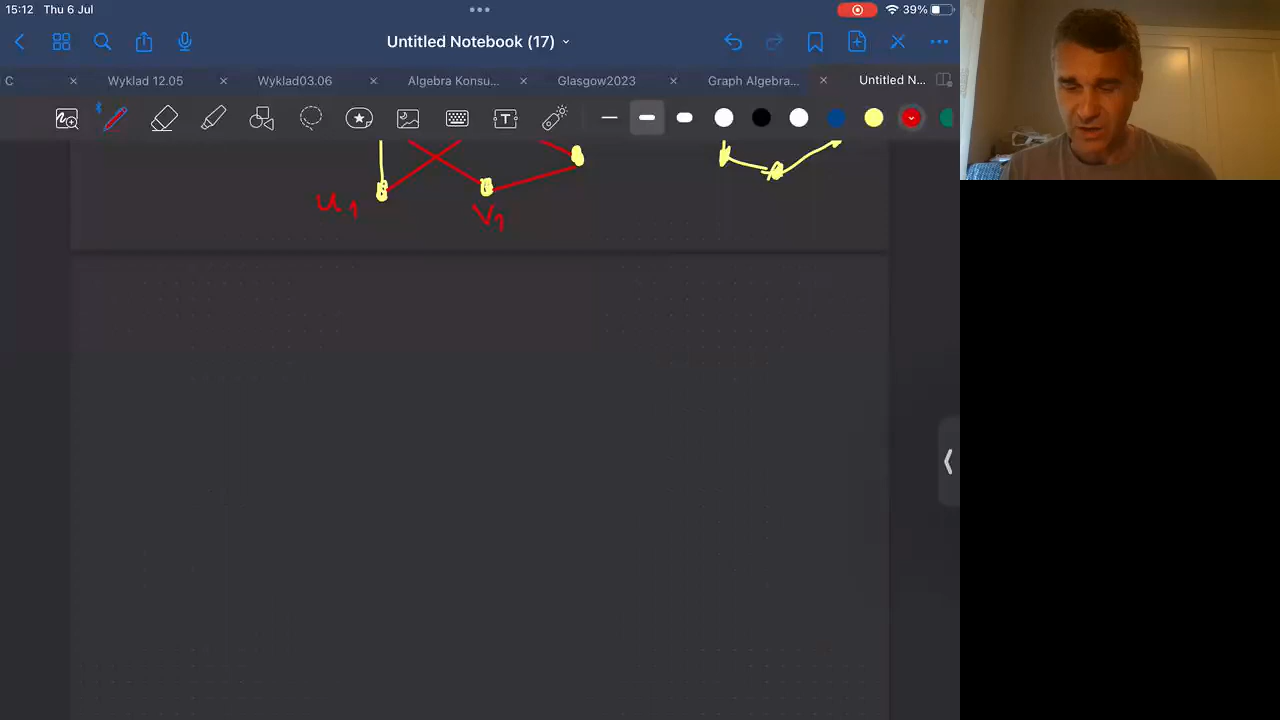 15:12 Thu 6 Jul 39%
Untitled Notebook (17)
C Wyklad 12.05 Wyklad03.06 Algebra Konsu... Glasgow2023 Graph Algebra... Untitled N...
T
u1
v1